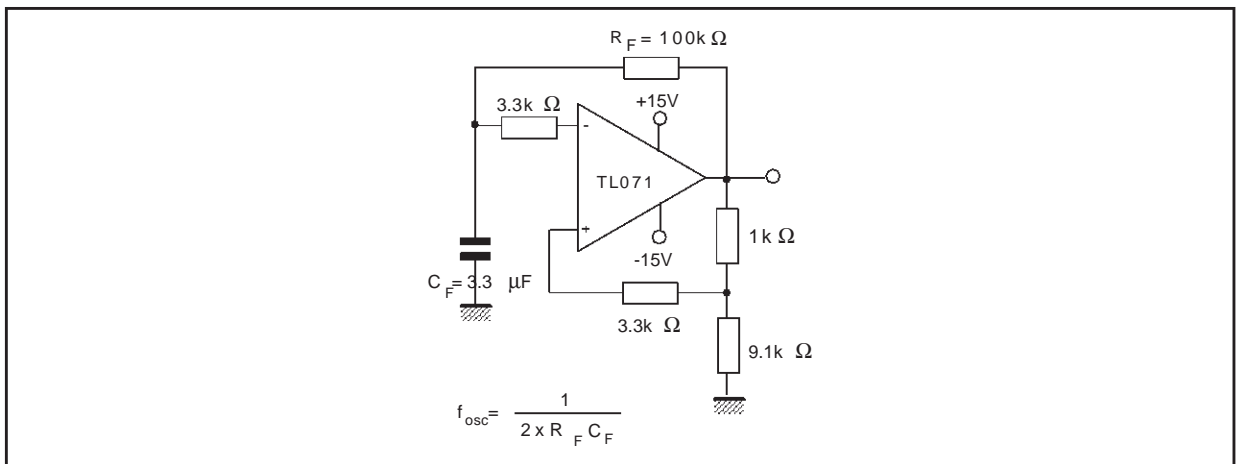 R F = 100k Ω
3.3k Ω
+15V
-
TL071
+
-15V
1k Ω
C F = 3.3 μF
3.3k Ω
9.1k Ω
f osc = 1
2 x R F C F